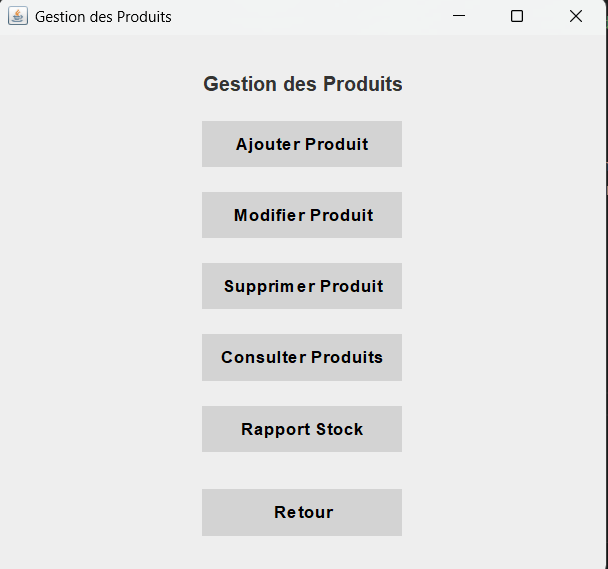 Gestion des Produits
Gestion des Produits
Ajouter Produit
Modifier Produit
Supprimer Produit
Consulter Produits
Rapport Stock
Retour